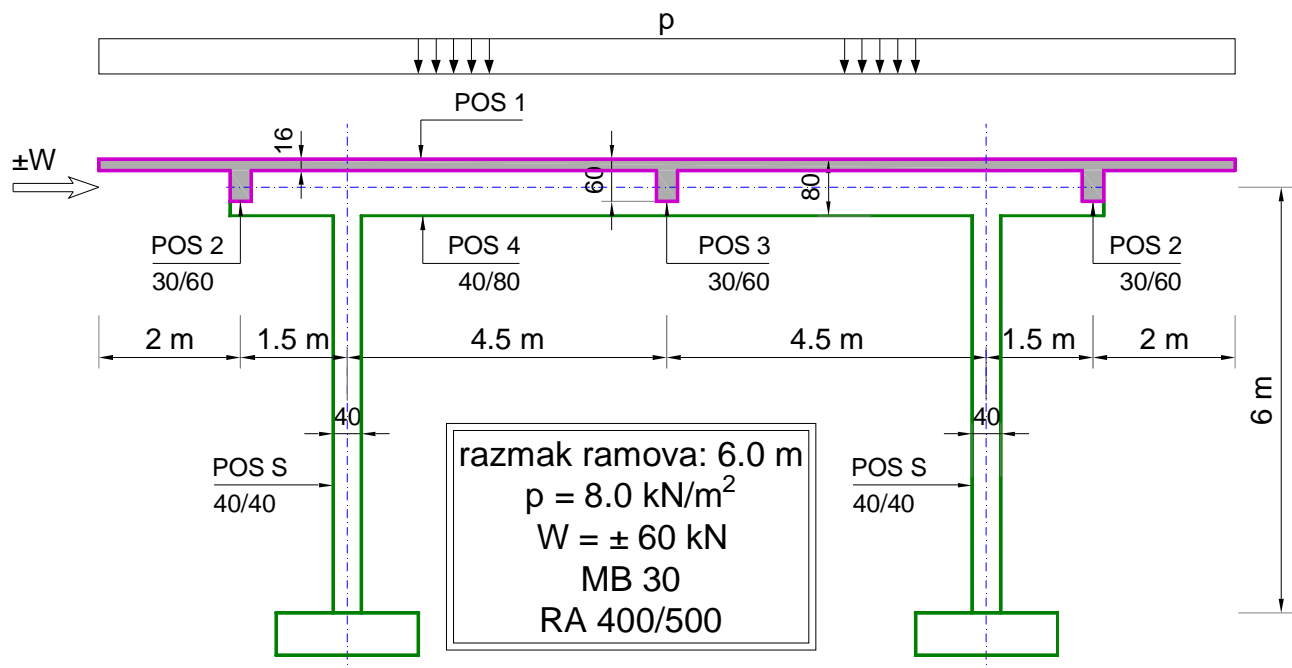 p
POS 1
±W
16
60
80
POS 2
30/60
POS 4
40/80
POS 3
30/60
POS 2
30/60
2 m
1.5 m
4.5 m
4.5 m
1.5 m
2 m
6 m
40
40
POS S
40/40
POS S
40/40
razmak ramova: 6.0 m
p = 8.0 kN/m²
W = ± 60 kN
MB 30
RA 400/500